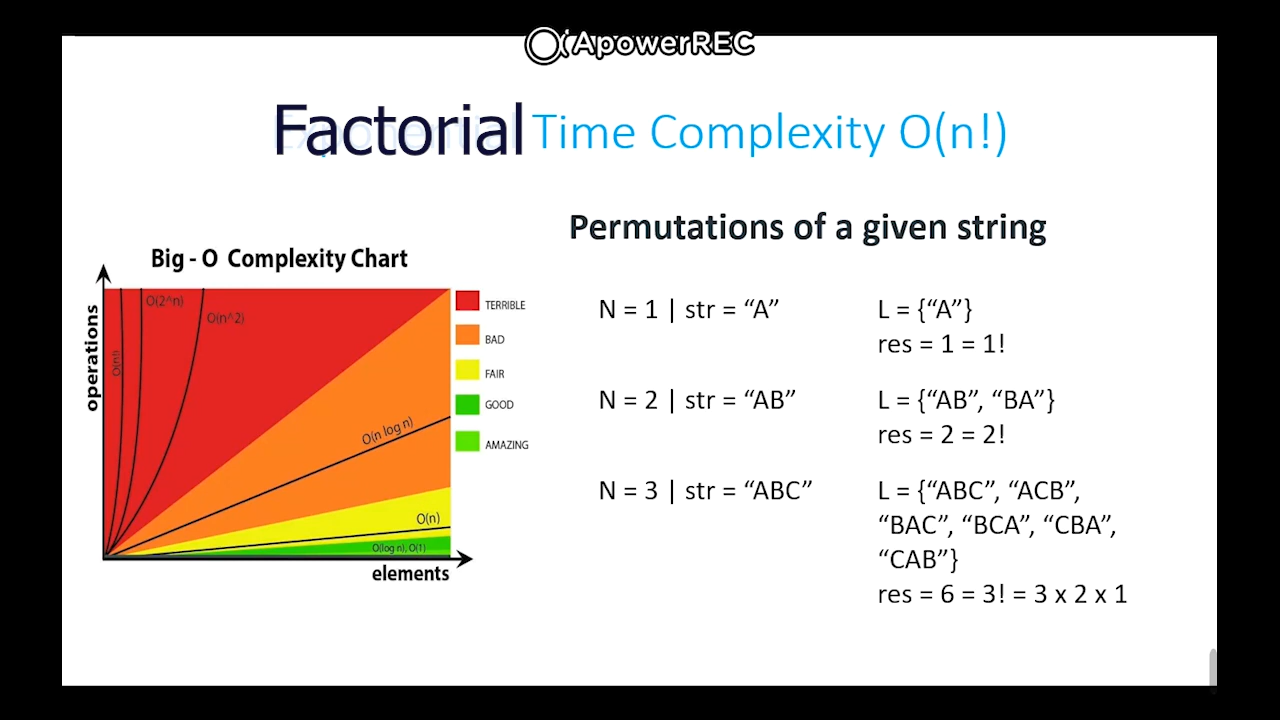 ApowerREC
Factorial Time Complexity O(n!)
Permutations of a given string
Big - O Complexity Chart
operations
O(n!)
O(2^n)
O(n^2)
O(n log n)
O(n)
O(log n), O(1)
elements
TERRIBLE
BAD
FAIR
GOOD
AMAZING
N = 1 | str = “A”
L = {“A”}
res = 1 = 1!
N = 2 | str = “AB”
L = {“AB”, “BA”}
res = 2 = 2!
N = 3 | str = “ABC”
L = {“ABC”, “ACB”,
“BAC”, “BCA”, “CBA”,
“CAB”}
res = 6 = 3! = 3 x 2 x 1